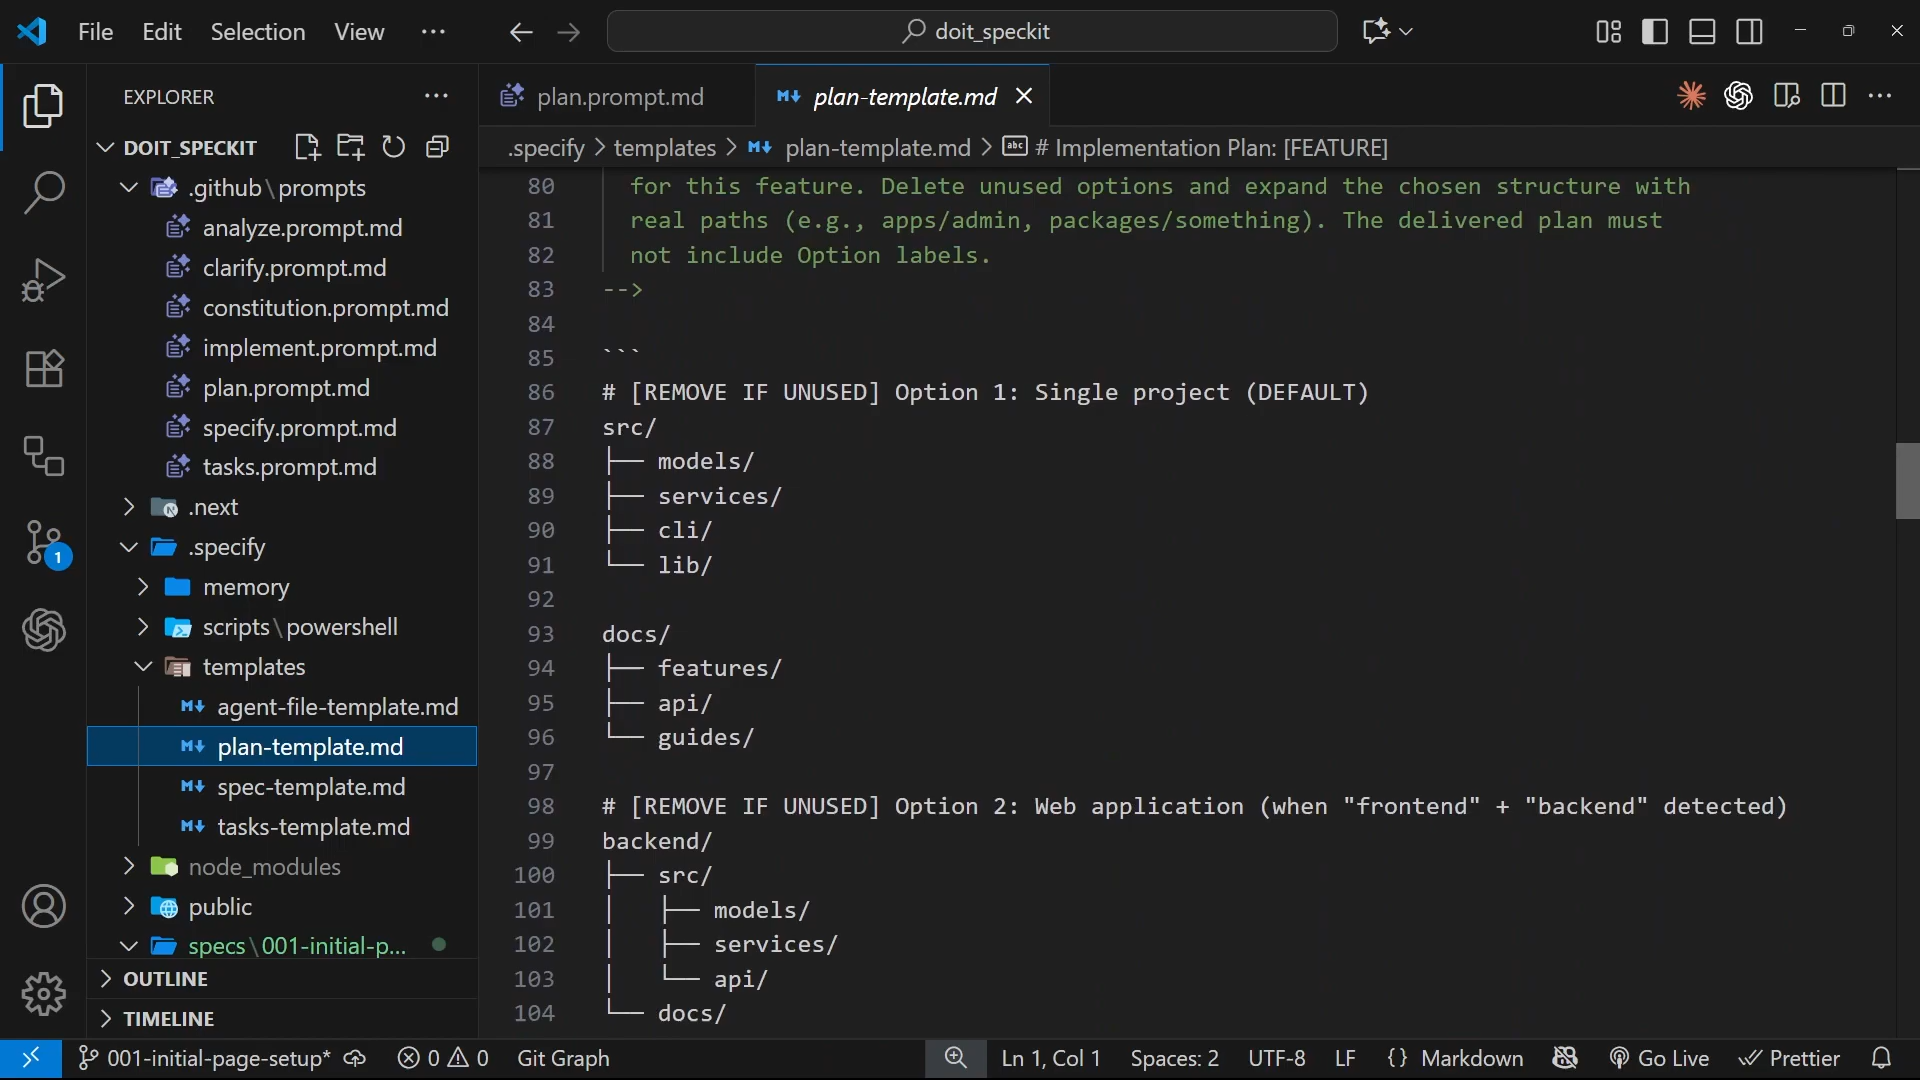 File Edit Selection View ··· doit_speckit
EXPLORER ···
DOIT_SPECKIT
.github\prompts
analyze.prompt.md
clarify.prompt.md
constitution.prompt.md
implement.prompt.md
plan.prompt.md
specify.prompt.md
tasks.prompt.md
.next
.specify
memory
scripts\powershell
templates
agent-file-template.md
plan-template.md
spec-template.md
tasks-template.md
node_modules
public
specs\001-initial-p...
OUTLINE
TIMELINE
1
plan.prompt.md plan-template.md
.specify > templates > plan-template.md > # Implementation Plan: [FEATURE]
80 for this feature. Delete unused options and expand the chosen structure with
81 real paths (e.g., apps/admin, packages/something). The delivered plan must
82 not include Option labels.
83 -->
84
85 ```
86 # [REMOVE IF UNUSED] Option 1: Single project (DEFAULT)
87 src/
88 ├── models/
89 ├── services/
90 ├── cli/
91 └── lib/
92
93 docs/
94 ├── features/
95 ├── api/
96 └── guides/
97
98 # [REMOVE IF UNUSED] Option 2: Web application (when "frontend" + "backend" detected)
99 backend/
100 ├── src/
101 │   ├── models/
102 │   ├── services/
103 │   └── api/
104 └── docs/
001-initial-page-setup* 0 0 Git Graph Ln 1, Col 1 Spaces: 2 UTF-8 LF {} Markdown Go Live Prettier